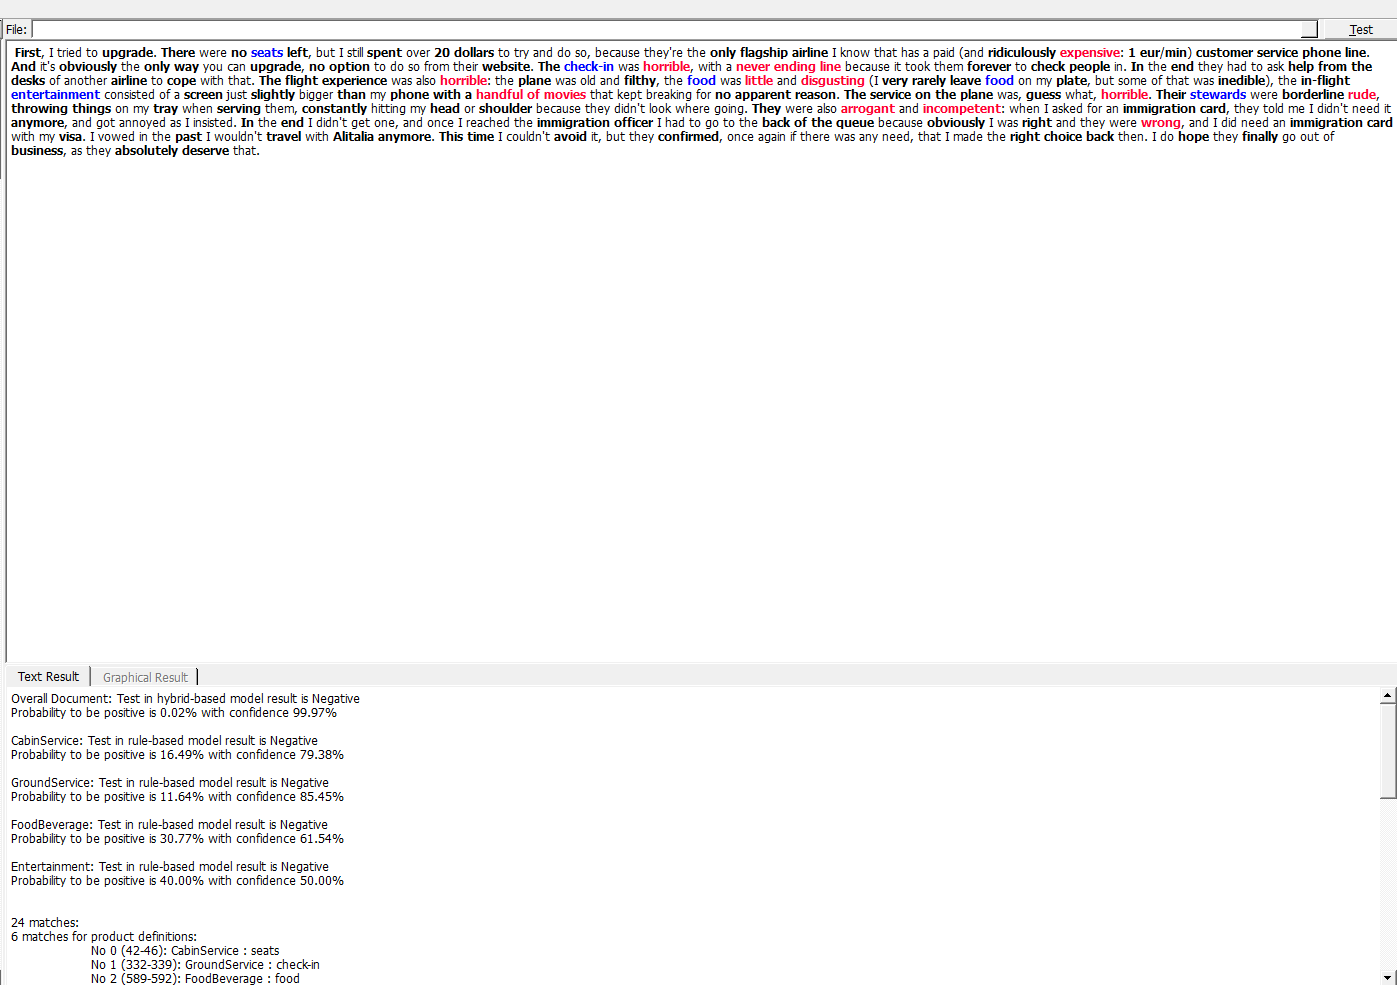 File:
Test
First, I tried to upgrade. There were no seats left, but I still spent over 20 dollars to try and do so, because they're the only flagship airline I know that has a paid (and ridiculously expensive: 1 eur/min) customer service phone line.
And it's obviously the only way you can upgrade, no option to do so from their website. The check-in was horrible, with a never ending line because it took them forever to check people in. In the end they had to ask help from the
desks of another airline to cope with that. The flight experience was also horrible: the plane was old and filthy, the food was little and disgusting (I very rarely leave food on my plate, but some of that was inedible), the in-flight
entertainment consisted of a screen just slightly bigger than my phone with a handful of movies that kept breaking for no apparent reason. The service on the plane was, guess what, horrible. Their stewards were borderline rude,
throwing things on my tray when serving them, constantly hitting my head or shoulder because they didn't look where going. They were also arrogant and incompetent: when I asked for an immigration card, they told me I didn't need it
anymore, and got annoyed as I insisted. In the end I didn't get one, and once I reached the immigration officer I had to go to the back of the queue because obviously I was right and they were wrong, and I did need an immigration card
with my visa. I vowed in the past I wouldn't travel with Alitalia anymore. This time I couldn't avoid it, but they confirmed, once again if there was any need, that I made the right choice back then. I do hope they finally go out of
business, as they absolutely deserve that.
Text Result
Graphical Result
Overall Document: Test in hybrid-based model result is Negative
Probability to be positive is 0.02% with confidence 99.97%
CabinService: Test in rule-based model result is Negative
Probability to be positive is 16.49% with confidence 79.38%
GroundService: Test in rule-based model result is Negative
Probability to be positive is 11.64% with confidence 85.45%
FoodBeverage: Test in rule-based model result is Negative
Probability to be positive is 30.77% with confidence 61.54%
Entertainment: Test in rule-based model result is Negative
Probability to be positive is 40.00% with confidence 50.00%
24 matches:
6 matches for product definitions:
No 0 (42-46): CabinService : seats
No 1 (332-339): GroundService : check-in
No 2 (589-592): FoodBeverage : food